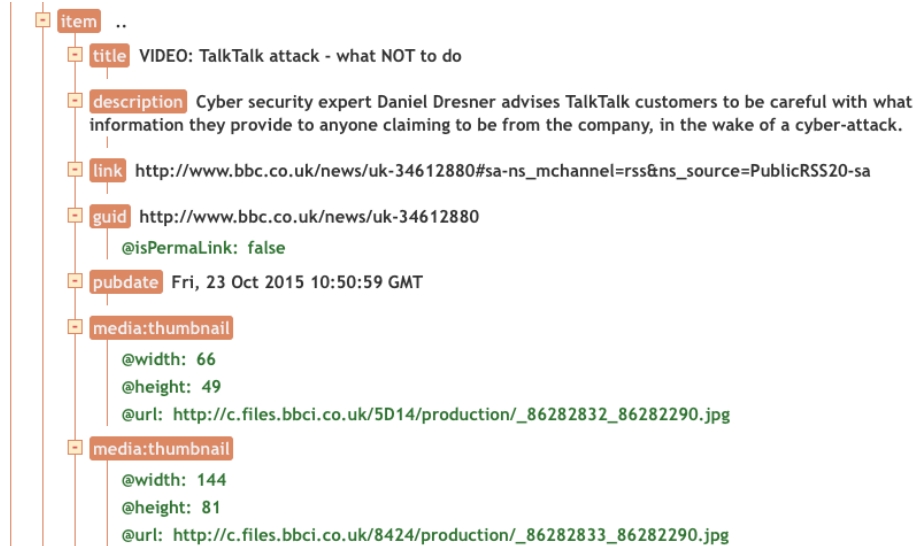 item ..
title VIDEO: TalkTalk attack - what NOT to do
description Cyber security expert Daniel Dresner advises TalkTalk customers to be careful with what
information they provide to anyone claiming to be from the company, in the wake of a cyber-attack.
link http://www.bbc.co.uk/news/uk-34612880#sa-ns_mchannel=rss&ns_source=PublicRSS20-sa
guid http://www.bbc.co.uk/news/uk-34612880
@isPermaLink: false
pubdate Fri, 23 Oct 2015 10:50:59 GMT
media:thumbnail
@width: 66
@height: 49
@url: http://c.files.bbci.co.uk/5D14/production/_86282832_86282290.jpg
media:thumbnail
@width: 144
@height: 81
@url: http://c.files.bbci.co.uk/8424/production/_86282833_86282290.jpg